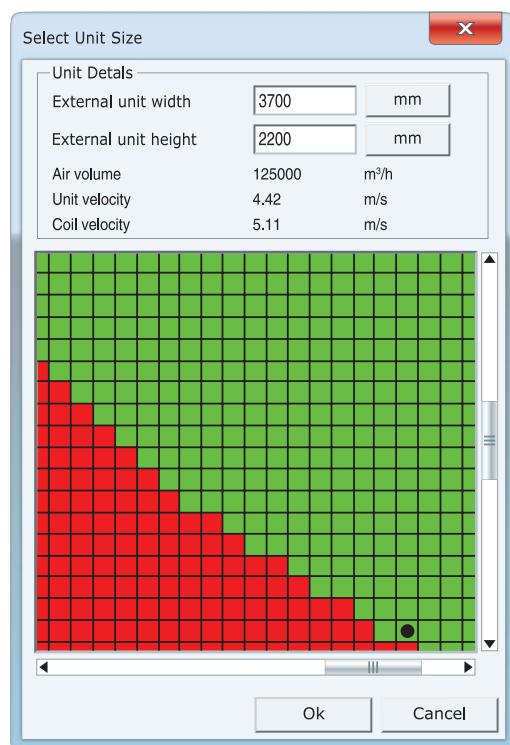 Select Unit Size
x
Unit Detals
External unit width 3700 mm
External unit height 2200 mm
Air volume 125000 m³/h
Unit velocity 4.42 m/s
Coil velocity 5.11 m/s
Ok Cancel